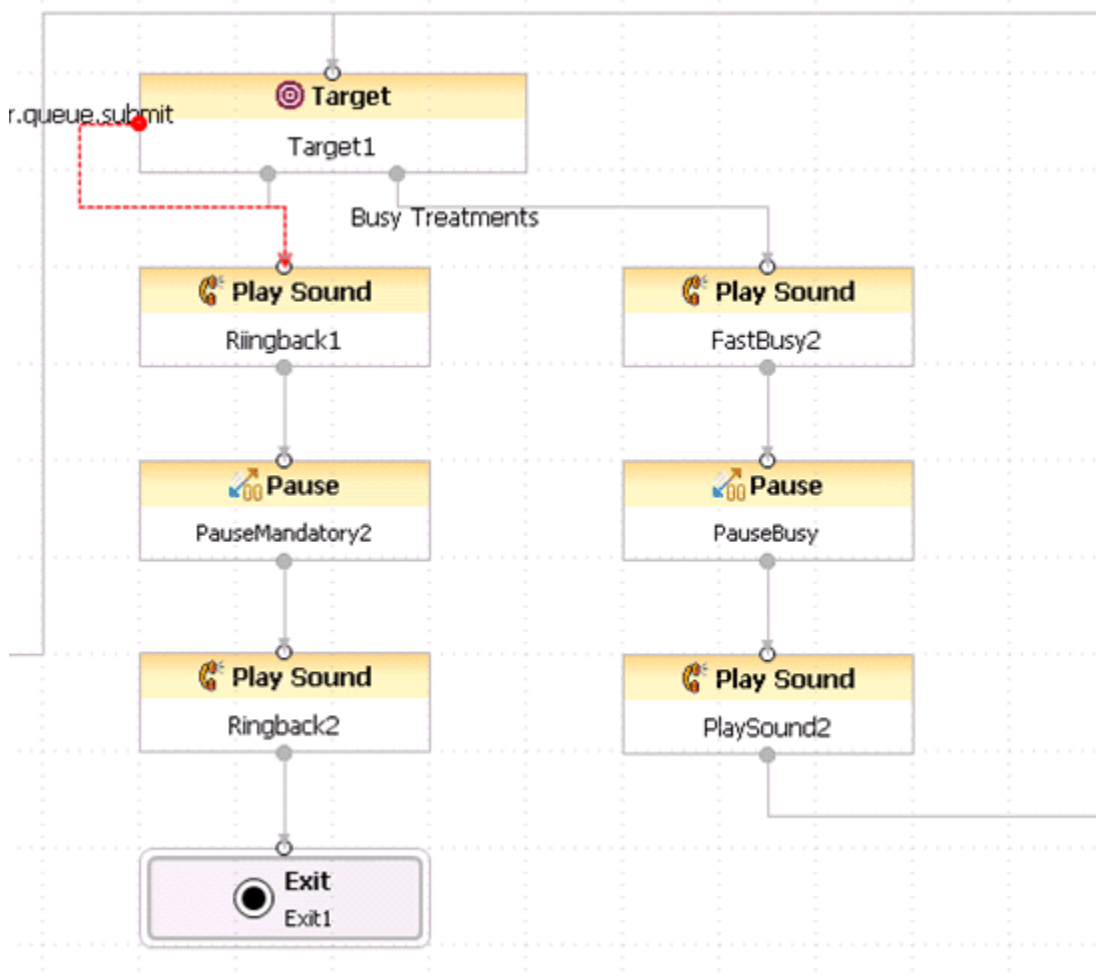 Target
r.queue.submit
Target1
Busy Treatments
Play Sound
Riingback1
Play Sound
FastBusy2
Pause
PauseMandatory2
Pause
PauseBusy
Play Sound
Ringback2
Play Sound
PlaySound2
Exit
Exit1